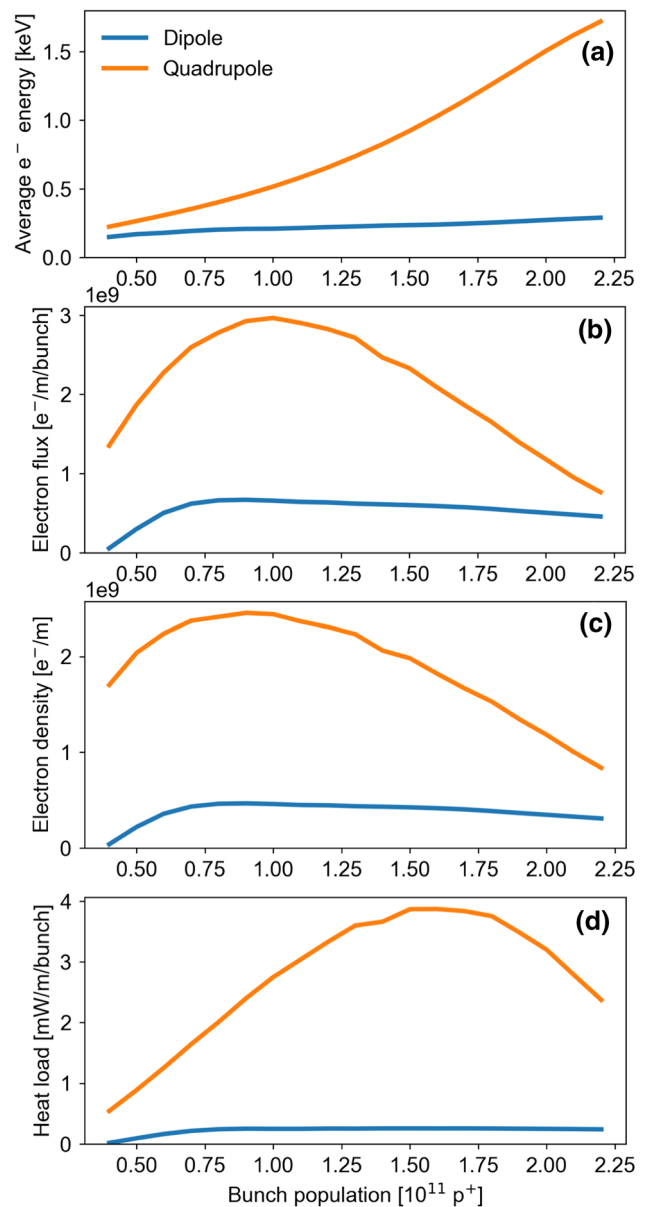 Average e⁻ energy [keV]
1.5
1.0
0.5
0.0
Dipole
Quadrupole
(a)
0.50 0.75 1.00 1.25 1.50 1.75 2.00 2.25
1e9
Electron flux [e⁻/m/bunch]
3
2
1
0
(b)
0.50 0.75 1.00 1.25 1.50 1.75 2.00 2.25
1e9
Electron density [e⁻/m]
2
1
0
(c)
0.50 0.75 1.00 1.25 1.50 1.75 2.00 2.25
Heat load [mW/m/bunch]
4
3
2
1
0
(d)
0.50 0.75 1.00 1.25 1.50 1.75 2.00 2.25
Bunch population [10¹¹ p⁺]